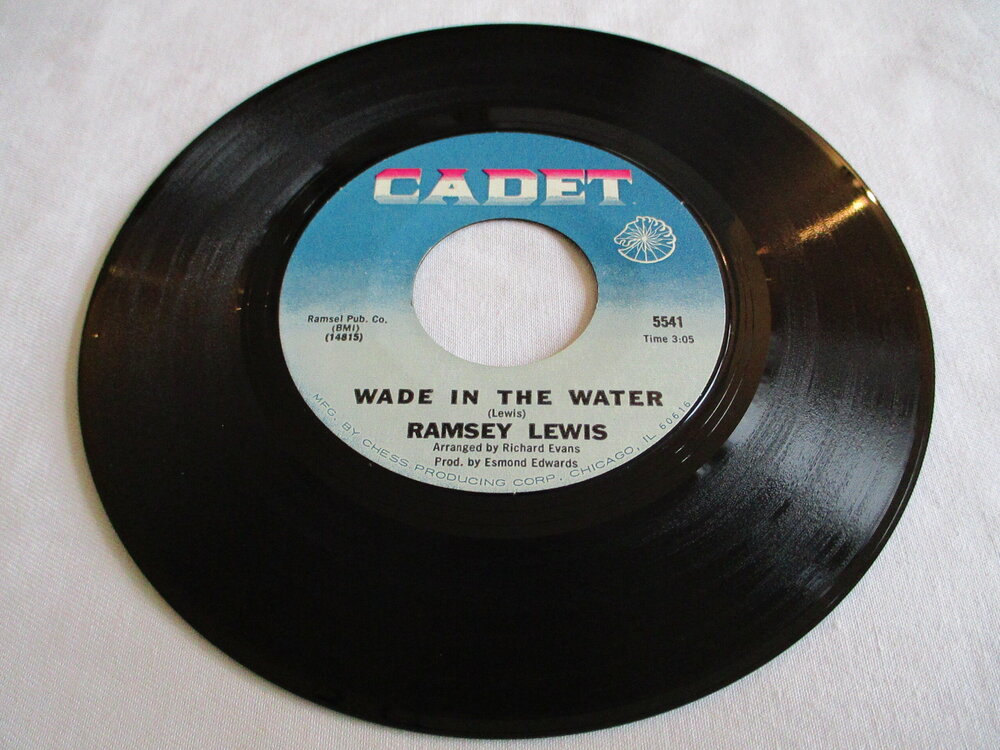 CADET
Ramsel Pub. Co.
(BMI)
(14815)
5541
Time 3:05
WADE IN THE WATER
(Lewis)
RAMSEY LEWIS
Arranged by Richard Evans
Prod. by Esmond Edwards
MFG. BY CHESS PRODUCING CORP. CHICAGO, IL 60616